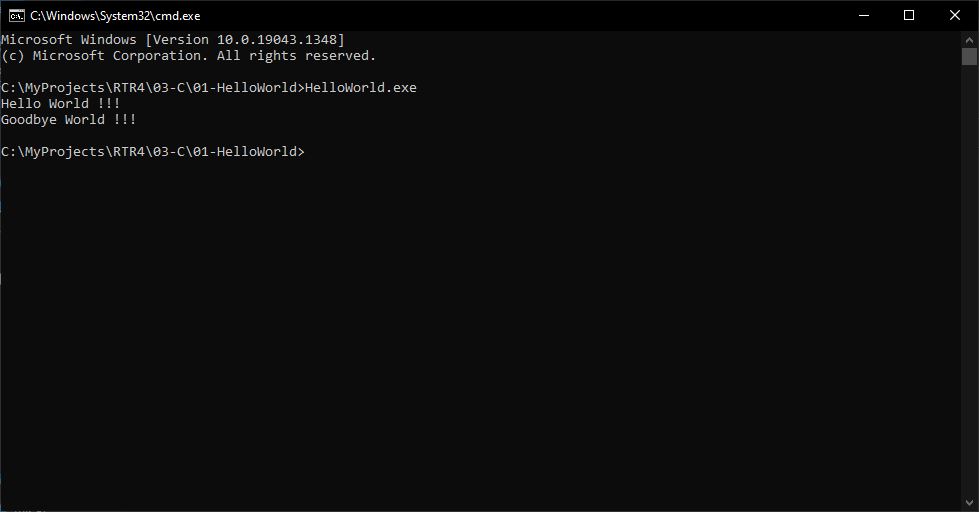 C:\Windows\System32\cmd.exe
Microsoft Windows [Version 10.0.19043.1348]
(c) Microsoft Corporation. All rights reserved.
C:\MyProjects\RTR4\03-C\01-HelloWorld>HelloWorld.exe
Hello World !!!
Goodbye World !!!
C:\MyProjects\RTR4\03-C\01-HelloWorld>